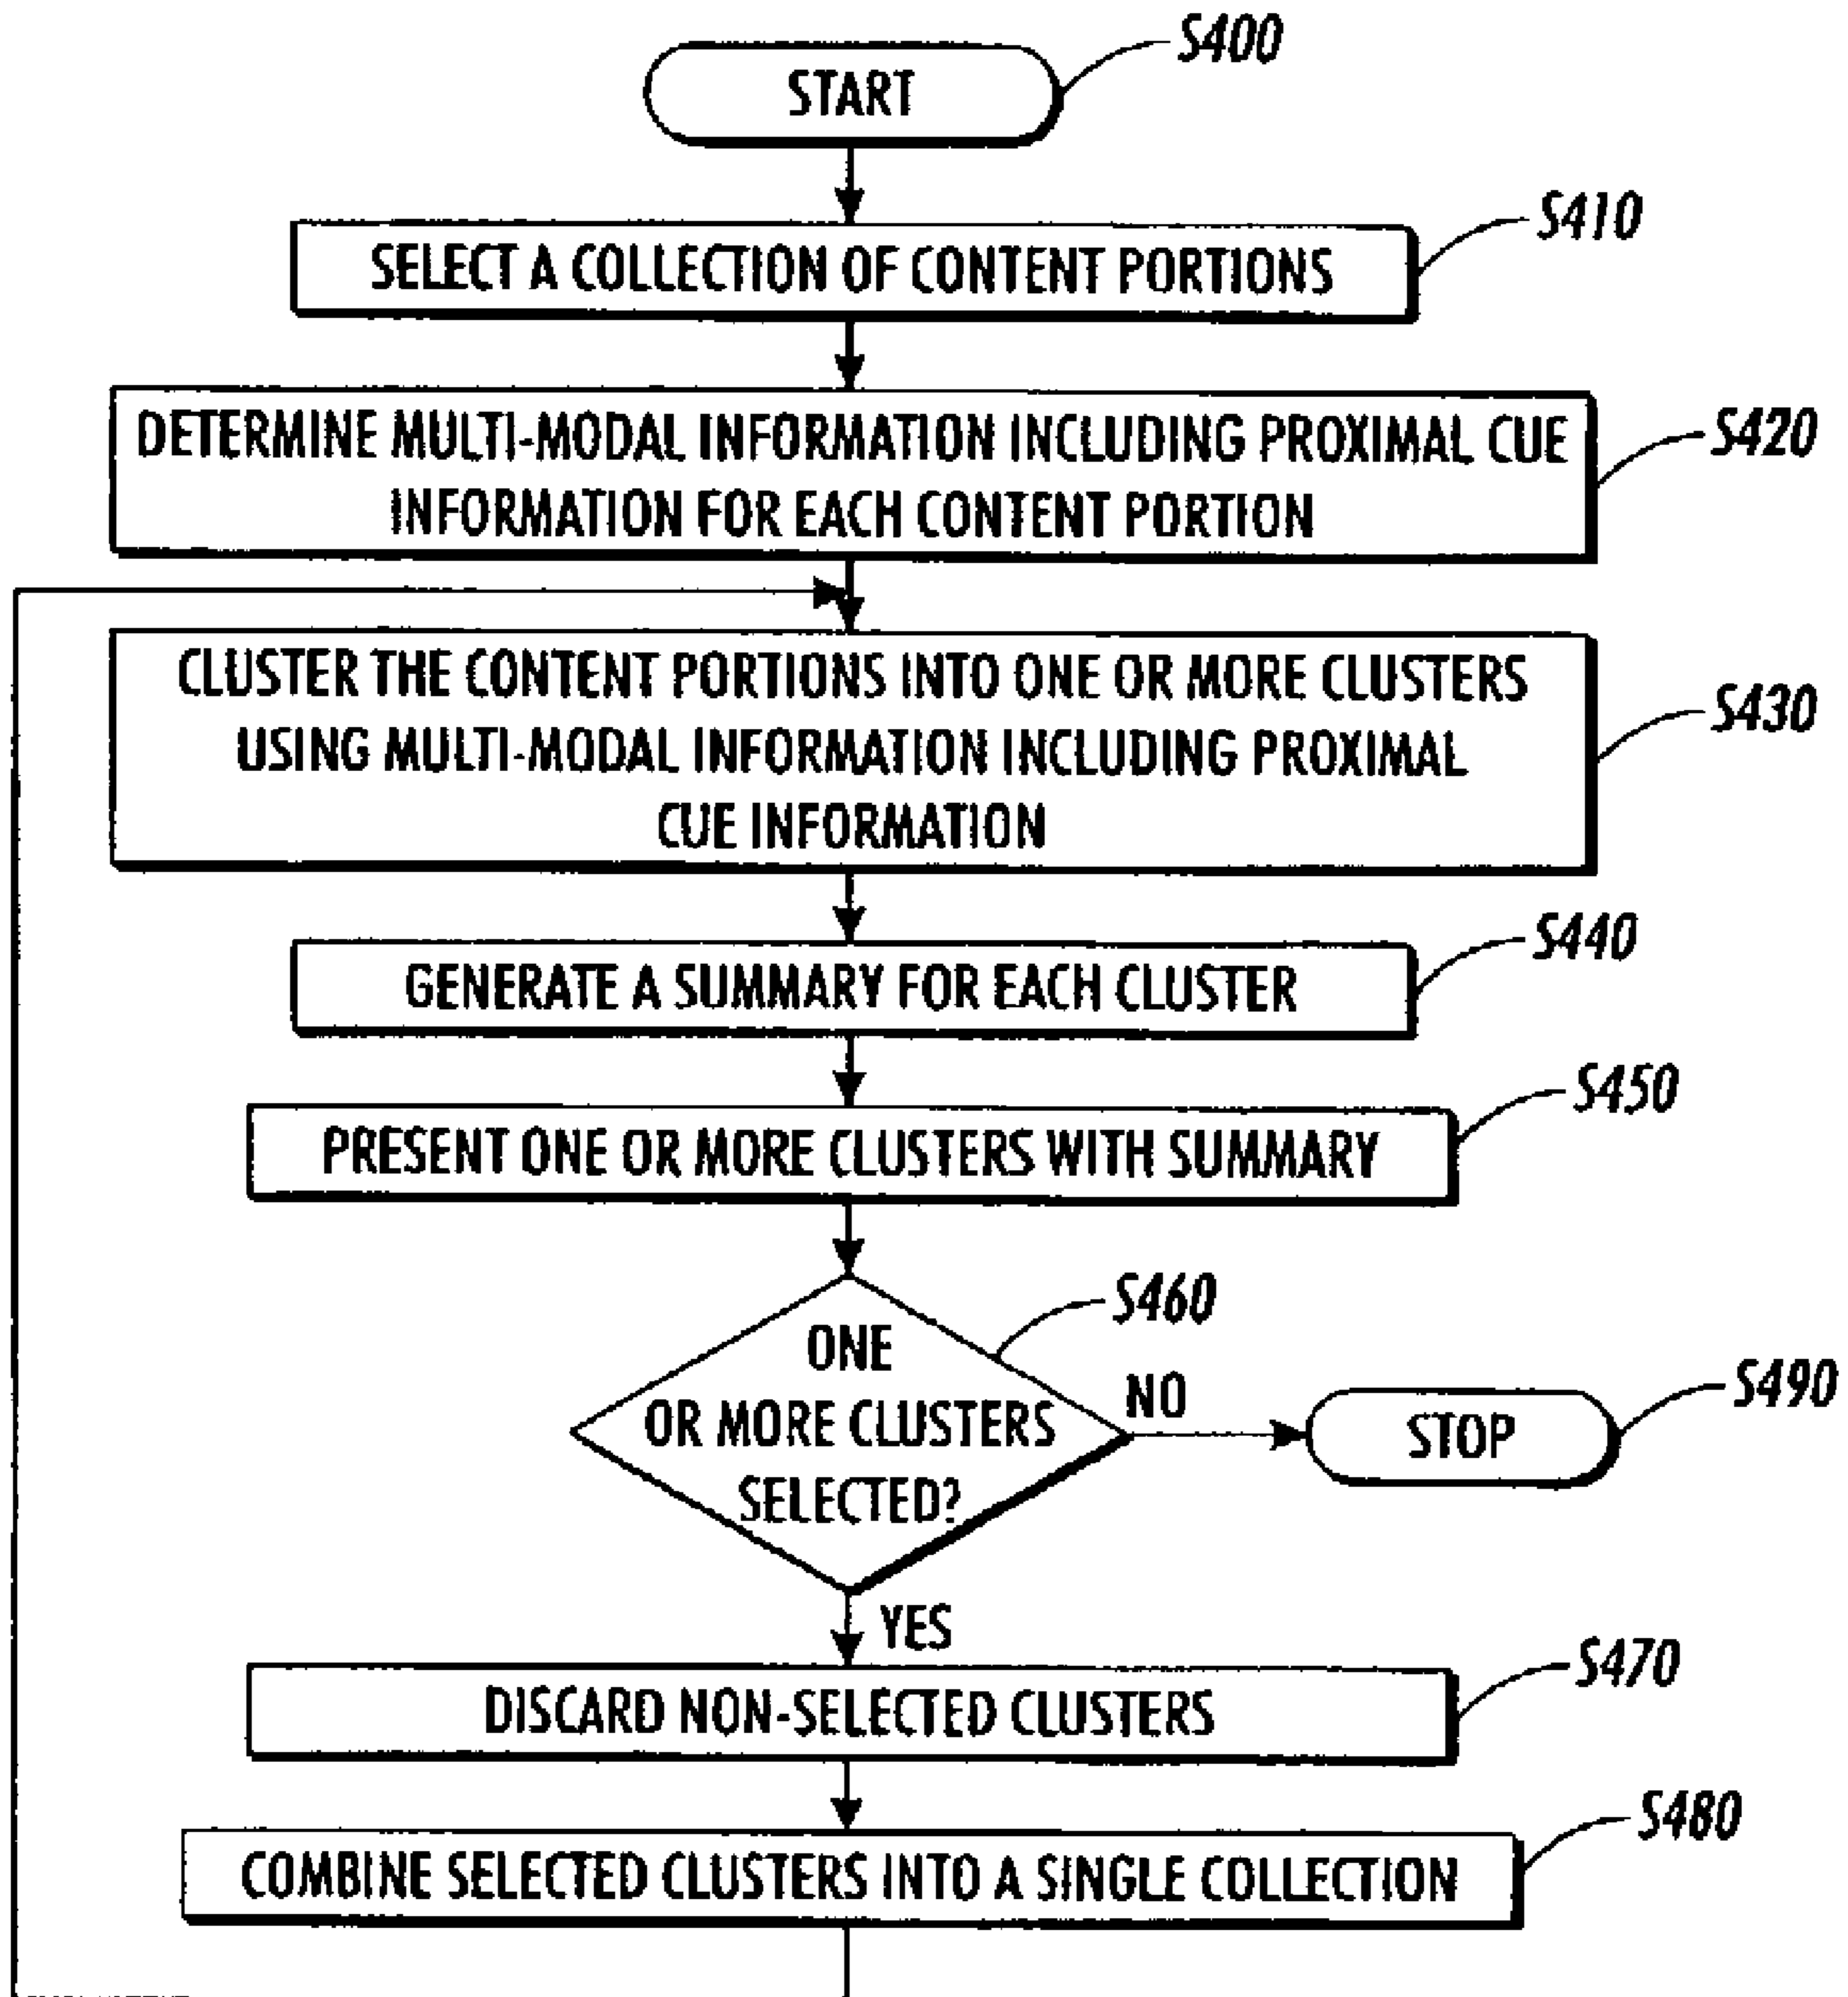 S400
START
S410
SELECT A COLLECTION OF CONTENT PORTIONS
DETERMINE MULTI-MODAL INFORMATION INCLUDING PROXIMAL CUE
INFORMATION FOR EACH CONTENT PORTION
S420
CLUSTER THE CONTENT PORTIONS INTO ONE OR MORE CLUSTERS
USING MULTI-MODAL INFORMATION INCLUDING PROXIMAL
CUE INFORMATION
S430
S440
GENERATE A SUMMARY FOR EACH CLUSTER
S450
PRESENT ONE OR MORE CLUSTERS WITH SUMMARY
S460
ONE
OR MORE CLUSTERS
SELECTED?
NO
S490
STOP
YES
S470
DISCARD NON-SELECTED CLUSTERS
S480
COMBINE SELECTED CLUSTERS INTO A SINGLE COLLECTION